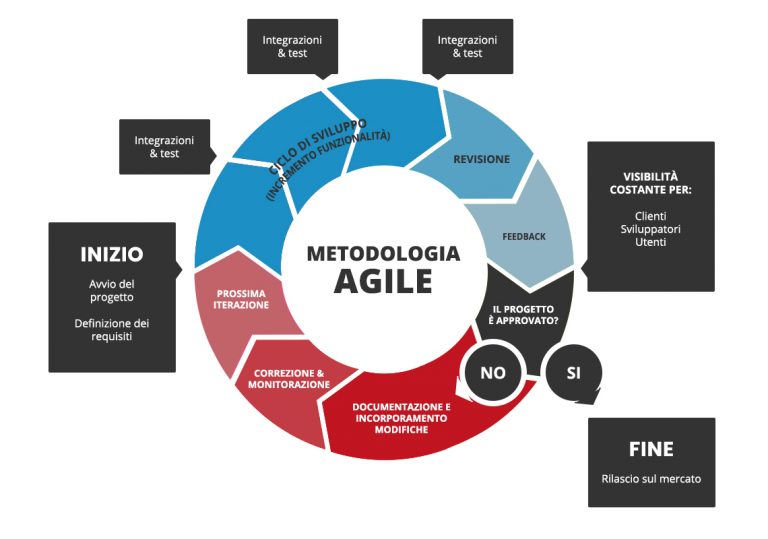 Integrazioni
& test
Integrazioni
& test
Integrazioni
& test
CICLO DI SVILUPPO
(INCREMENTO FUNZIONALITÀ)
REVISIONE
FEEDBACK
VISIBILITÀ
COSTANTE PER:
Clienti
Sviluppatori
Utenti
INIZIO
Avvio del
progetto
Definizione dei
requisiti
METODOLOGIA
AGILE
PROSSIMA
ITERAZIONE
IL PROGETTO
È APPROVATO?
NO
SI
CORREZIONE &
MONITORAZIONE
DOCUMENTAZIONE E
INCORPORAMENTO
MODIFICHE
FINE
Rilascio sul mercato